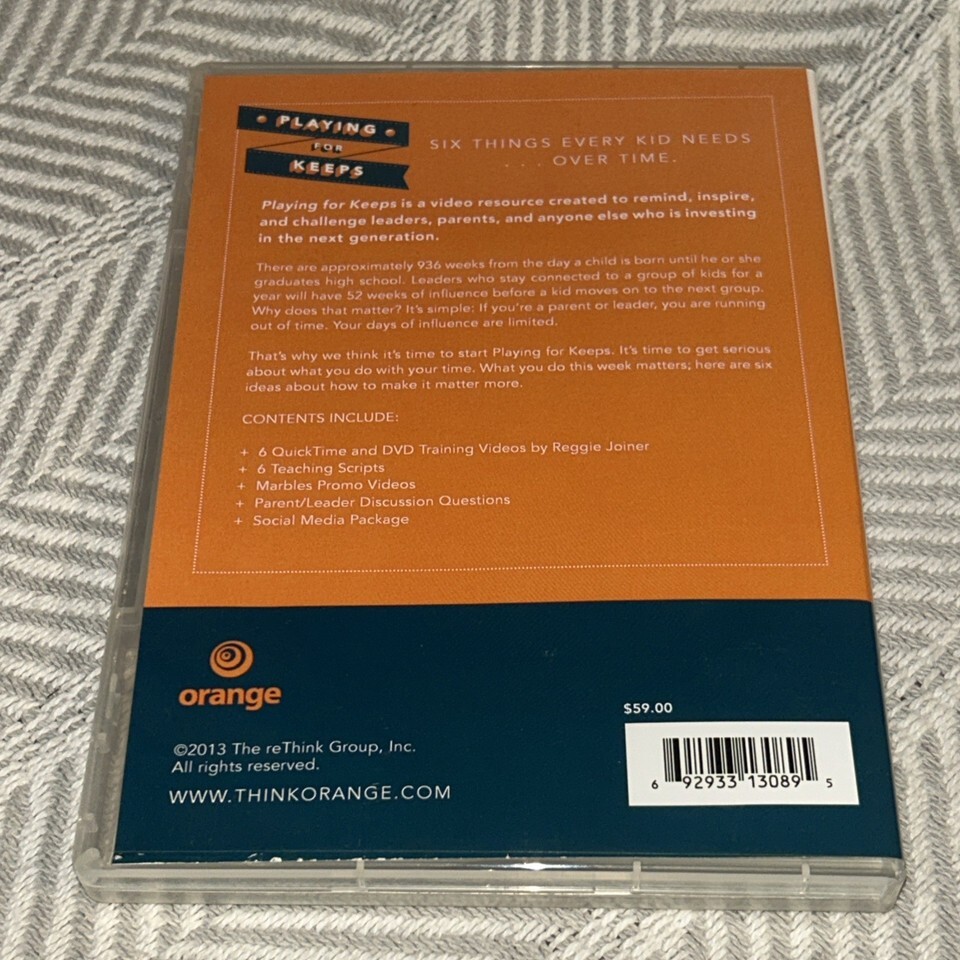 PLAYING
FOR
KEEPS
SIX THINGS EVERY KID NEEDS
. . . OVER TIME.
Playing for Keeps is a video resource created to remind, inspire,
and challenge leaders, parents, and anyone else who is investing
in the next generation.
There are approximately 936 weeks from the day a child is born until he or she
graduates high school. Leaders who stay connected to a group of kids for a
year will have 52 weeks of influence before a kid moves on to the next group.
Why does that matter? It's simple: If you're a parent or leader, you are running
out of time. Your days of influence are limited.
That's why we think it's time to start Playing for Keeps. It's time to get serious
about what you do with your time. What you do this week matters; here are six
ideas about how to make it matter more.
CONTENTS INCLUDE:
+ 6 QuickTime and DVD Training Videos by Reggie Joiner
+ 6 Teaching Scripts
+ Marbles Promo Videos
+ Parent/Leader Discussion Questions
+ Social Media Package
orange
©2013 The reThink Group, Inc.
All rights reserved.
WWW.THINKORANGE.COM
$59.00
6 92933 13089 5